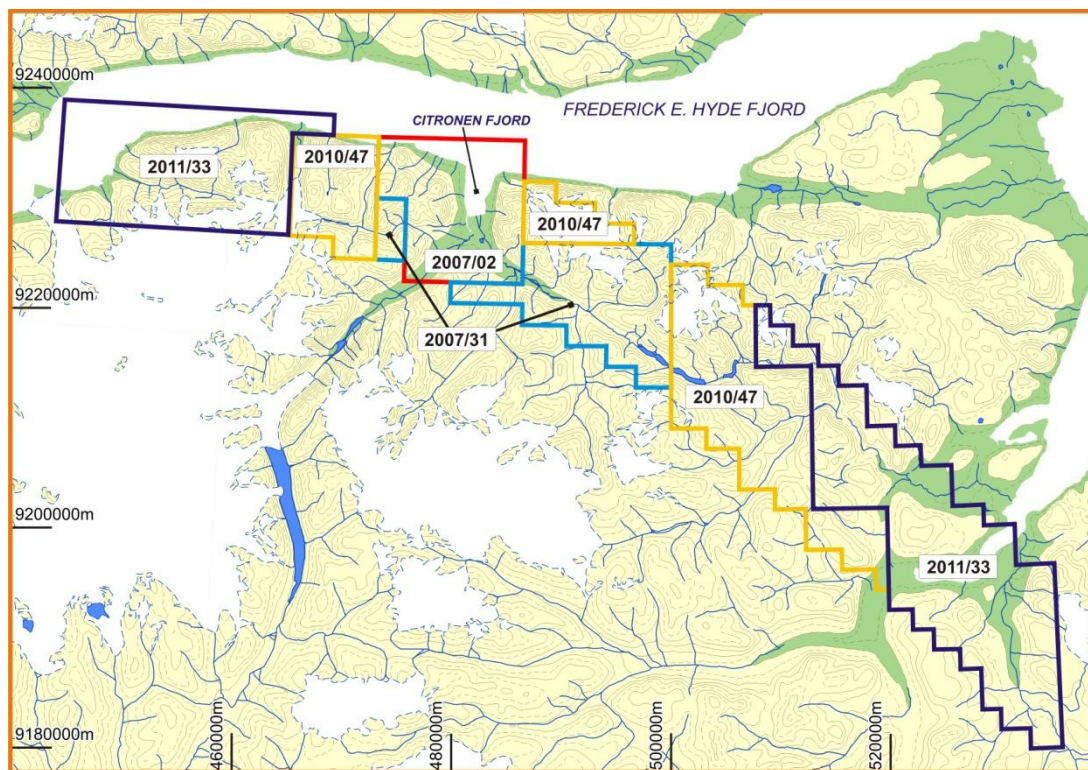 9240000m
FREDERICK E. HYDE FJORD
CITRONEN FJORD
2011/33
2010/47
2010/47
2007/02
9220000m
2007/31
2010/47
9200000m
2011/33
9180000m
460000m
480000m
500000m
520000m